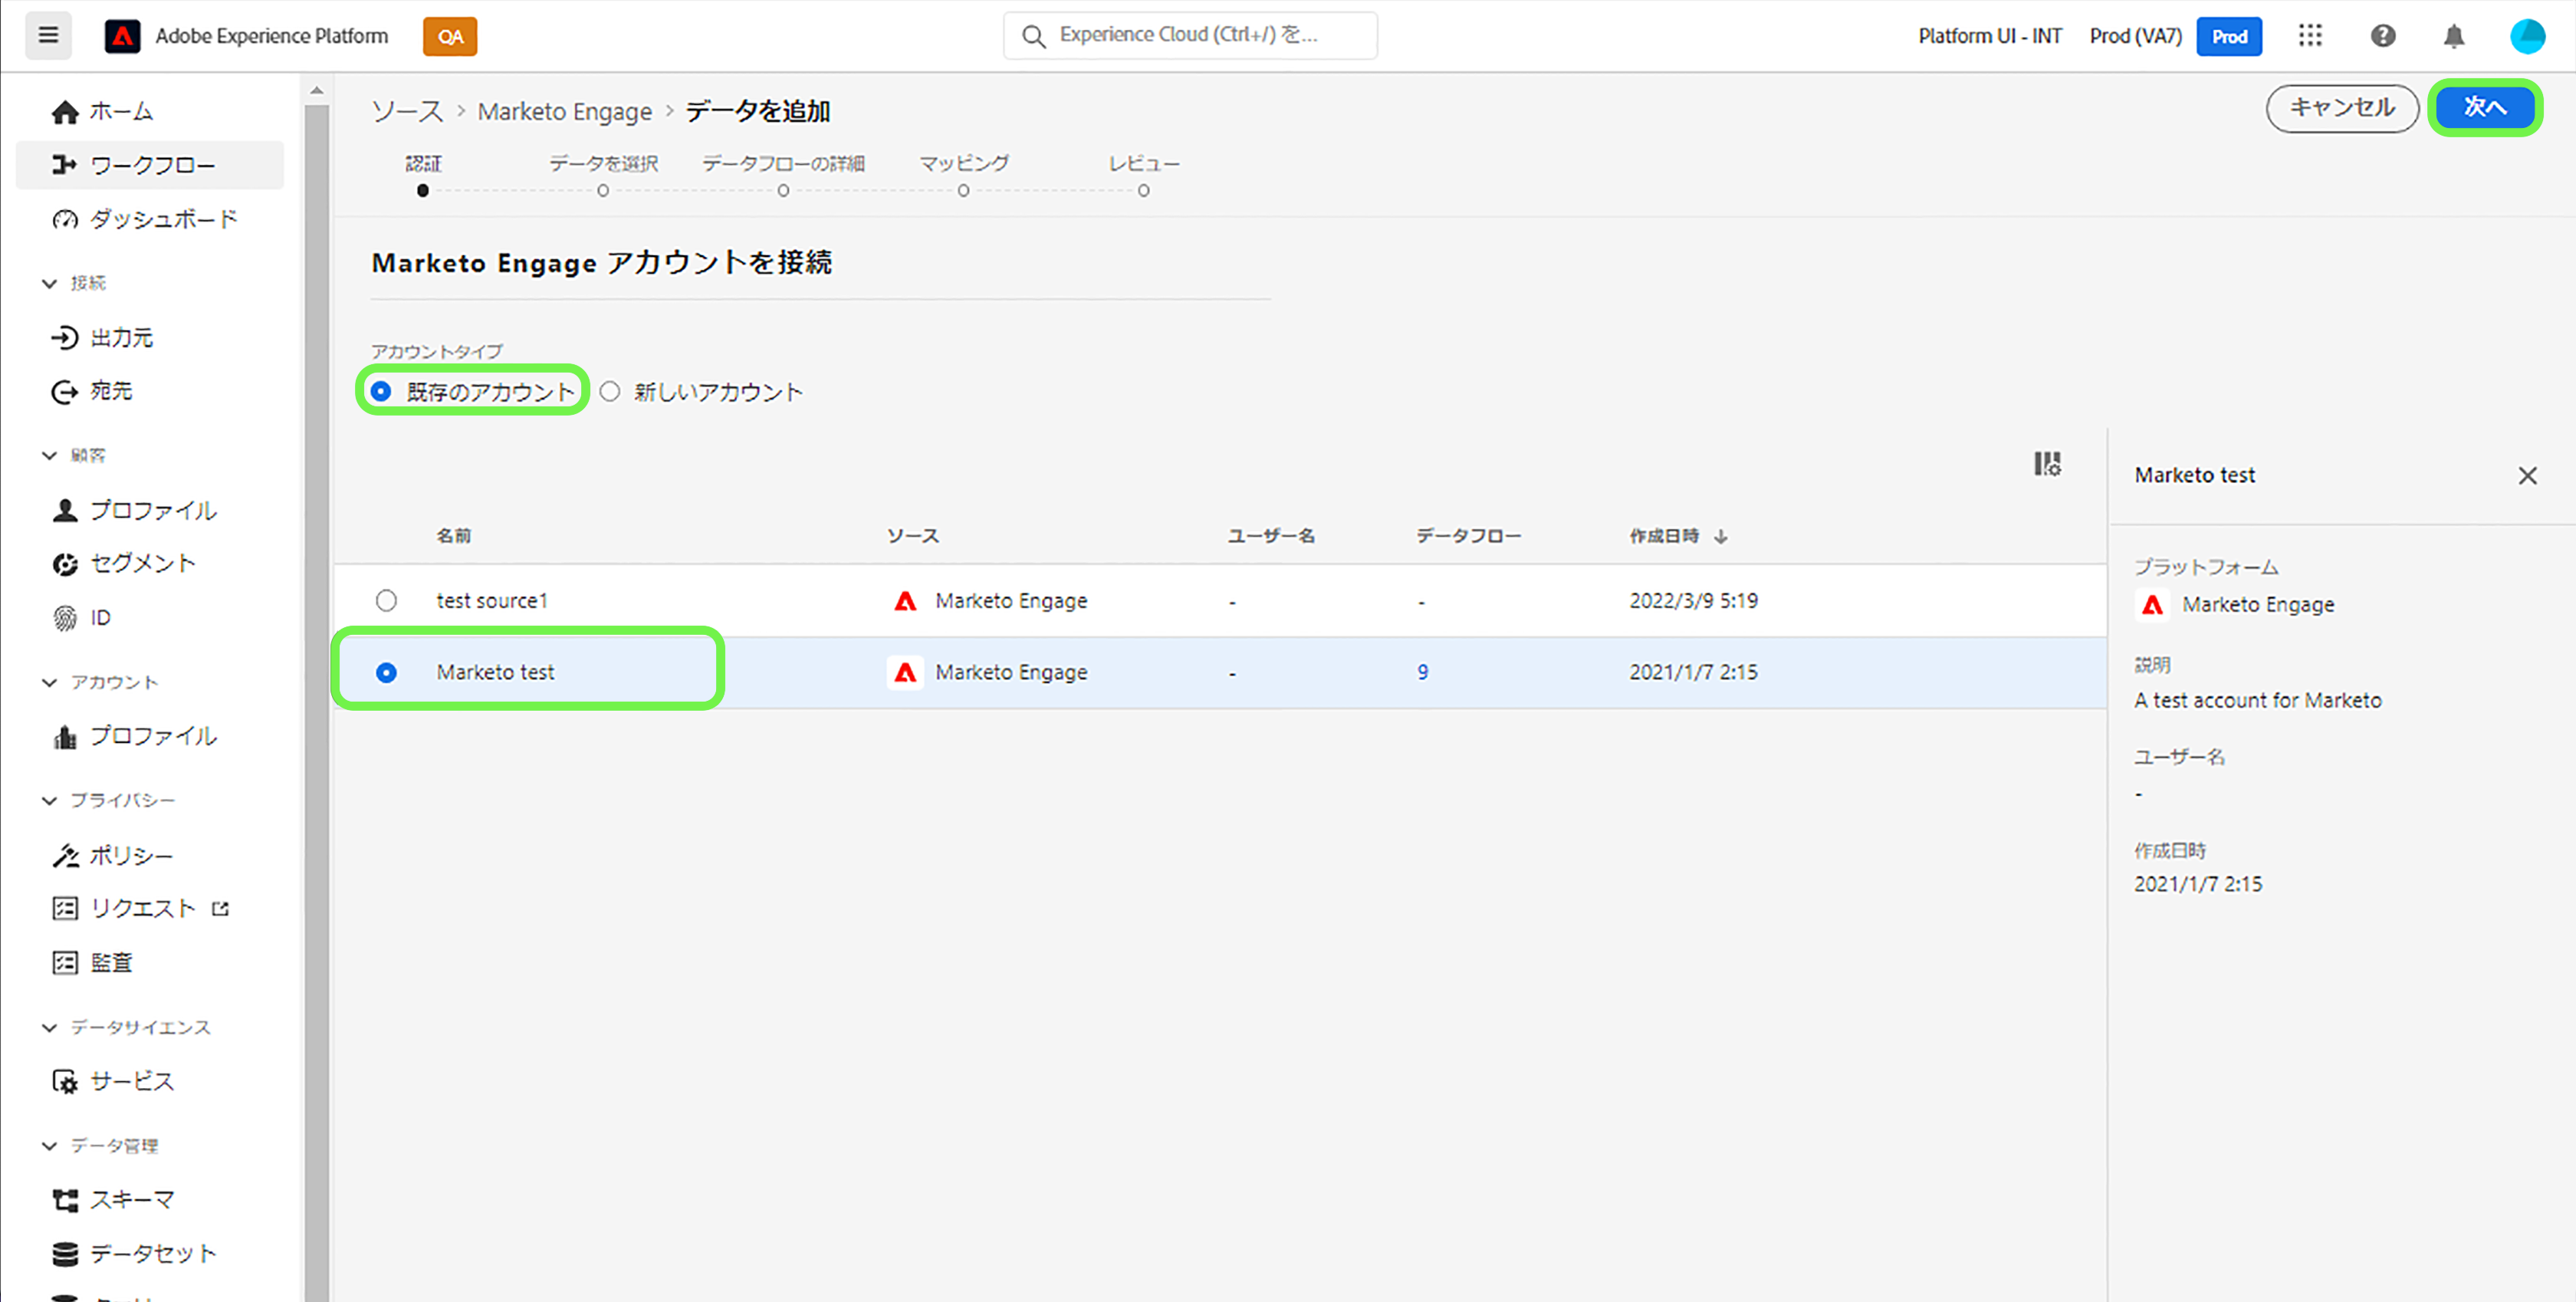 Adobe Experience Platform
QA
Experience Cloud (Ctrl+/) を...
Platform UI - INT
Prod (VA7)
Prod
ホーム
ワークフロー
ダッシュボード
接続
出力元
宛先
顧客
プロファイル
セグメント
ID
アカウント
プロファイル
プライバシー
ポリシー
リクエスト
監査
データサイエンス
サービス
データ管理
スキーマ
データセット
ソース > Marketo Engage > データを追加
キャンセル
次へ
認証
データを選択
データフローの詳細
マッピング
レビュー
Marketo Engage アカウントを接続
アカウントタイプ
既存のアカウント
新しいアカウント
名前 ソース ユーザー名 データフロー 作成日時 ↓
test source1 Marketo Engage - - 2022/3/9 5:19
Marketo test Marketo Engage - 9 2021/1/7 2:15
Marketo test
プラットフォーム
Marketo Engage
説明
A test account for Marketo
ユーザー名
-
作成日時
2021/1/7 2:15